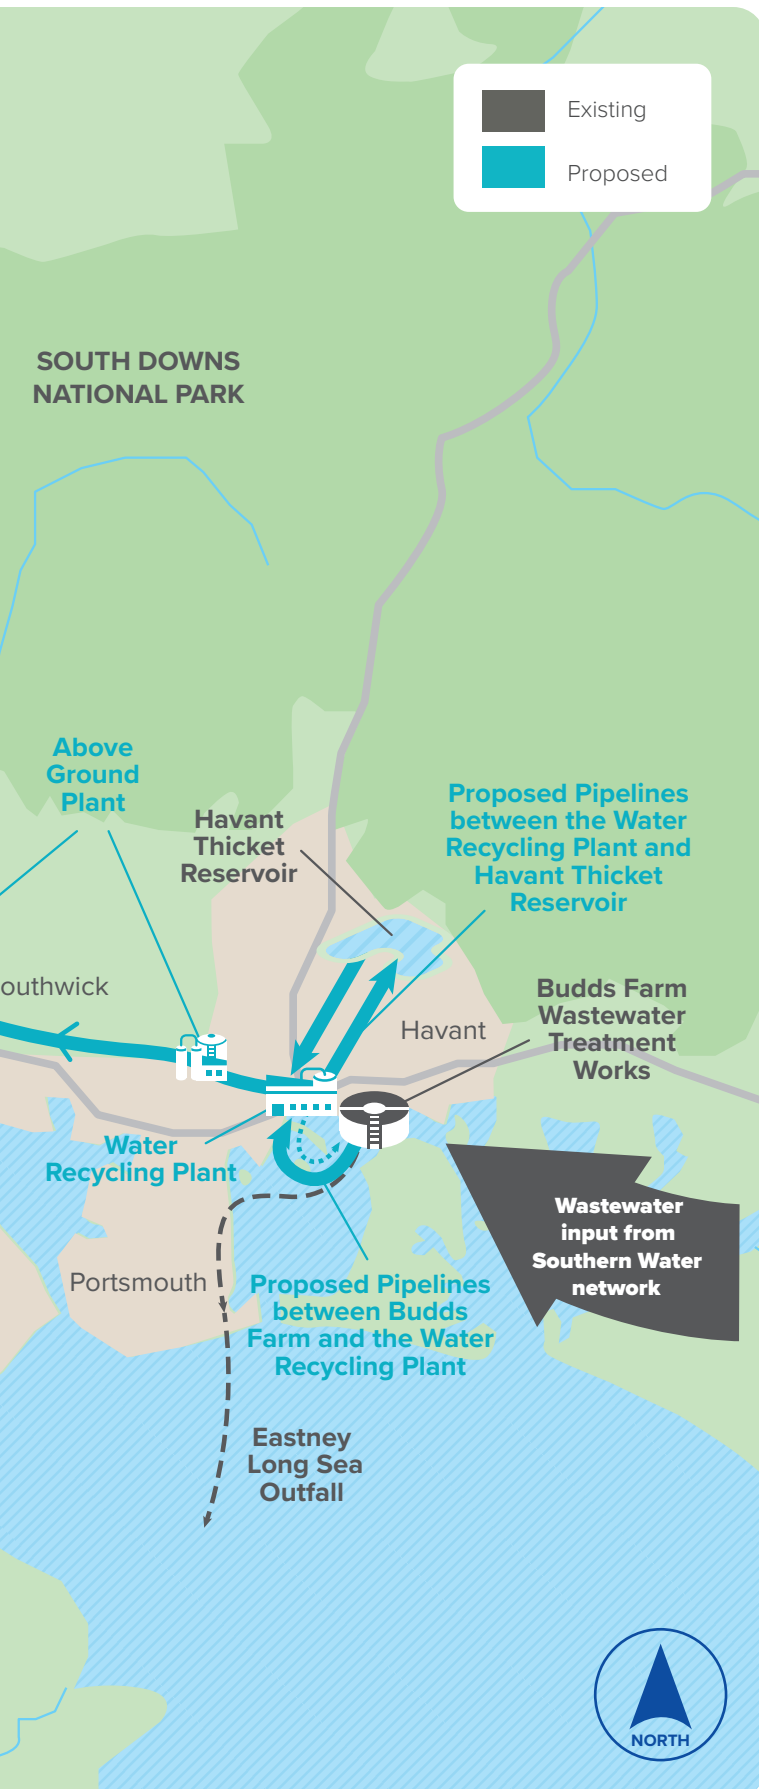 Existing
Proposed
SOUTH DOWNS
NATIONAL PARK
Above
Ground
Plant
Havant
Thicket
Reservoir
Proposed Pipelines
between the Water
Recycling Plant and
Havant Thicket
Reservoir
outhwick
Havant
Budds Farm
Wastewater
Treatment
Works
Water
Recycling Plant
Wastewater
input from
Southern Water
network
Portsmouth
Proposed Pipelines
between Budds
Farm and the Water
Recycling Plant
Eastney
Long Sea
Outfall
NORTH